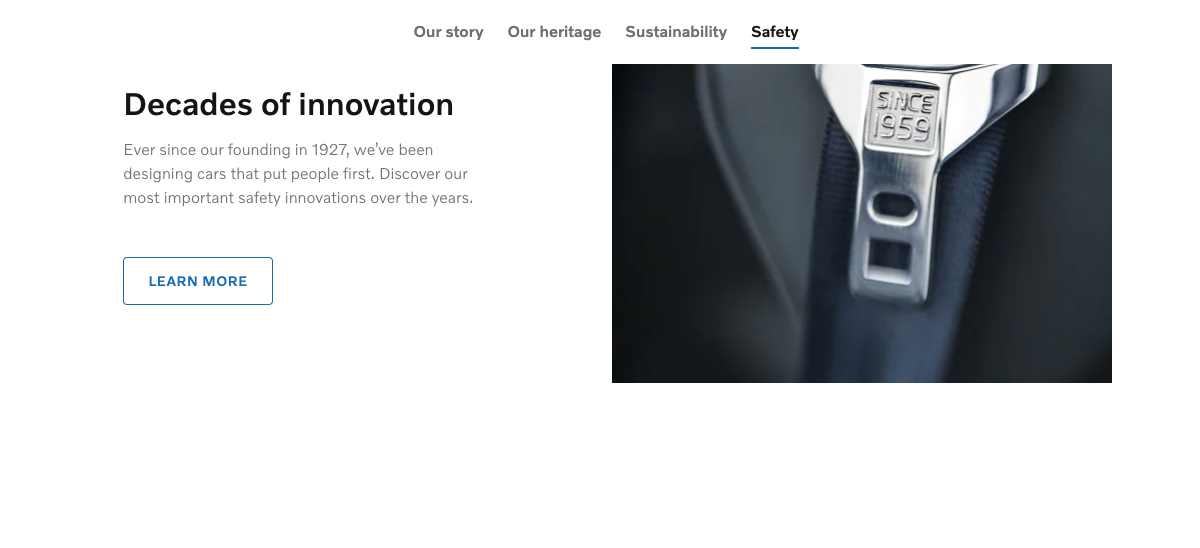 Our story Our heritage Sustainability Safety
Decades of innovation
Ever since our founding in 1927, we've been
designing cars that put people first. Discover our
most important safety innovations over the years.
LEARN MORE
SINCE
1959